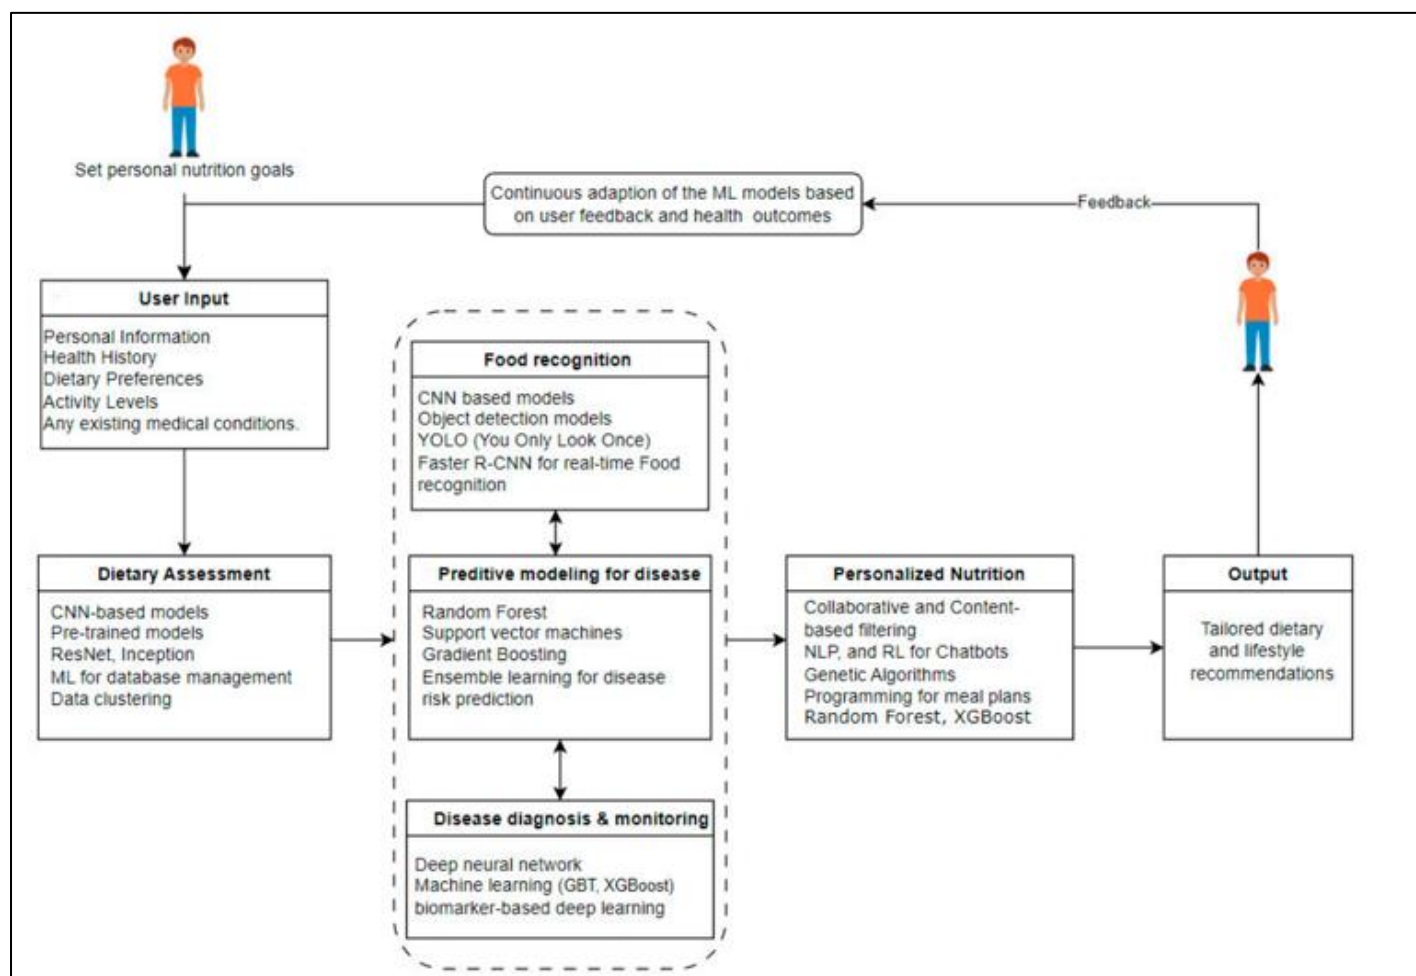 Set personal nutrition goals
Continuous adaption of the ML models based
on user feedback and health outcomes
Feedback
User Input
Personal Information
Health History
Dietary Preferences
Activity Levels
Any existing medical conditions.
Food recognition
CNN based models
Object detection models
YOLO (You Only Look Once)
Faster R-CNN for real-time Food
recognition
Dietary Assessment
CNN-based models
Pre-trained models
ResNet, Inception
ML for database management
Data clustering
Preditive modeling for disease
Random Forest
Support vector machines
Gradient Boosting
Ensemble learning for disease
risk prediction
Disease diagnosis & monitoring
Deep neural network
Machine learning (GBT, XGBoost)
biomarker-based deep learning
Personalized Nutrition
Collaborative and Content-
based filtering
NLP, and RL for Chatbots
Genetic Algorithms
Programming for meal plans
Random Forest, XGBoost
Output
Tailored dietary
and lifestyle
recommendations